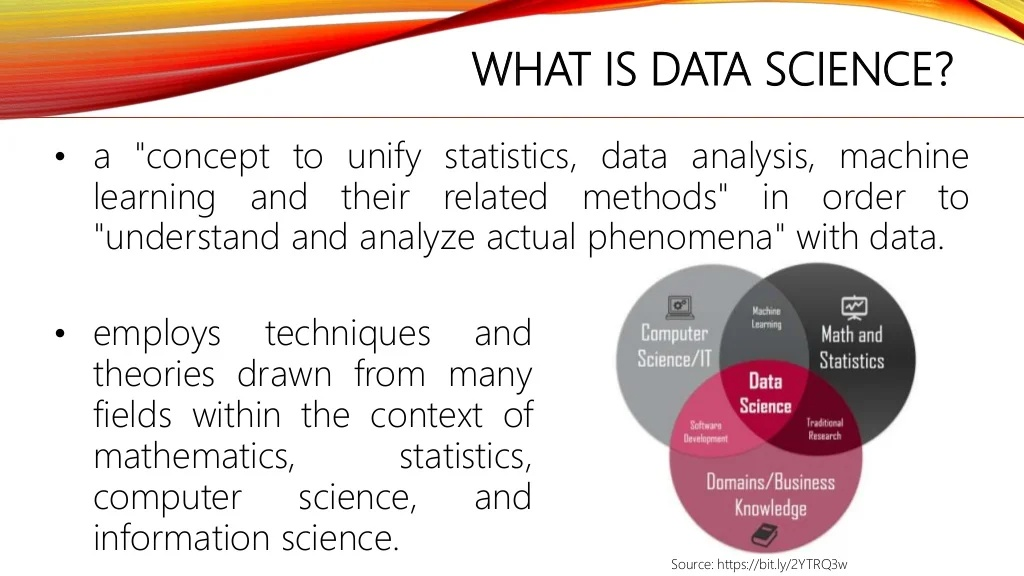 WHAT IS DATA SCIENCE?
• a "concept to unify statistics, data analysis, machine
learning and their related methods" in order to
"understand and analyze actual phenomena" with data.
• employs techniques and
theories drawn from many
fields within the context of
mathematics, statistics,
computer science, and
information science.
Computer
Science/IT
Machine
Learning
Math and
Statistics
Data
Science
Software
Development
Traditional
Research
Domains/Business
Knowledge
Source: https://bit.ly/2YTRQ3w